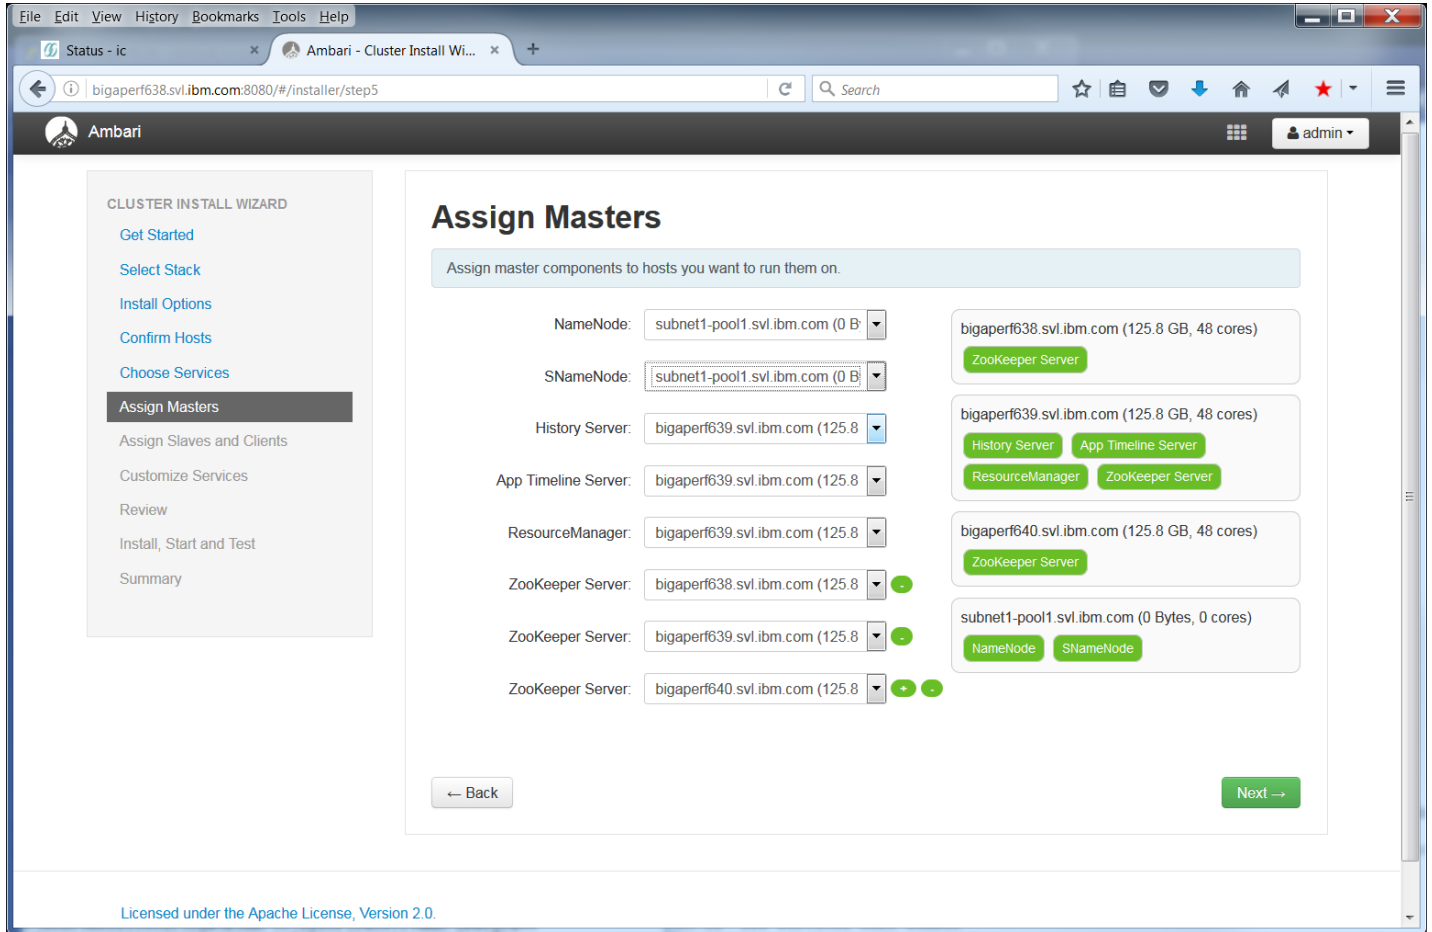 File Edit View History Bookmarks Tools Help
Status - ic × Ambari - Cluster Install Wi... × +
bigaperf638.svl.ibm.com:8080/#/installer/step5 Search
Ambari admin
CLUSTER INSTALL WIZARD
Get Started
Select Stack
Install Options
Confirm Hosts
Choose Services
Assign Masters
Assign Slaves and Clients
Customize Services
Review
Install, Start and Test
Summary
Assign Masters
Assign master components to hosts you want to run them on.
NameNode: subnet1-pool1.svl.ibm.com (0 B
SNameNode: subnet1-pool1.svl.ibm.com (0 B
History Server: bigaperf639.svl.ibm.com (125.8
App Timeline Server: bigaperf639.svl.ibm.com (125.8
ResourceManager: bigaperf639.svl.ibm.com (125.8
ZooKeeper Server: bigaperf638.svl.ibm.com (125.8 -
ZooKeeper Server: bigaperf639.svl.ibm.com (125.8 -
ZooKeeper Server: bigaperf640.svl.ibm.com (125.8 + -
bigaperf638.svl.ibm.com (125.8 GB, 48 cores)
ZooKeeper Server
bigaperf639.svl.ibm.com (125.8 GB, 48 cores)
History Server App Timeline Server
ResourceManager ZooKeeper Server
bigaperf640.svl.ibm.com (125.8 GB, 48 cores)
ZooKeeper Server
subnet1-pool1.svl.ibm.com (0 Bytes, 0 cores)
NameNode SNameNode
← Back Next →
Licensed under the Apache License, Version 2.0.